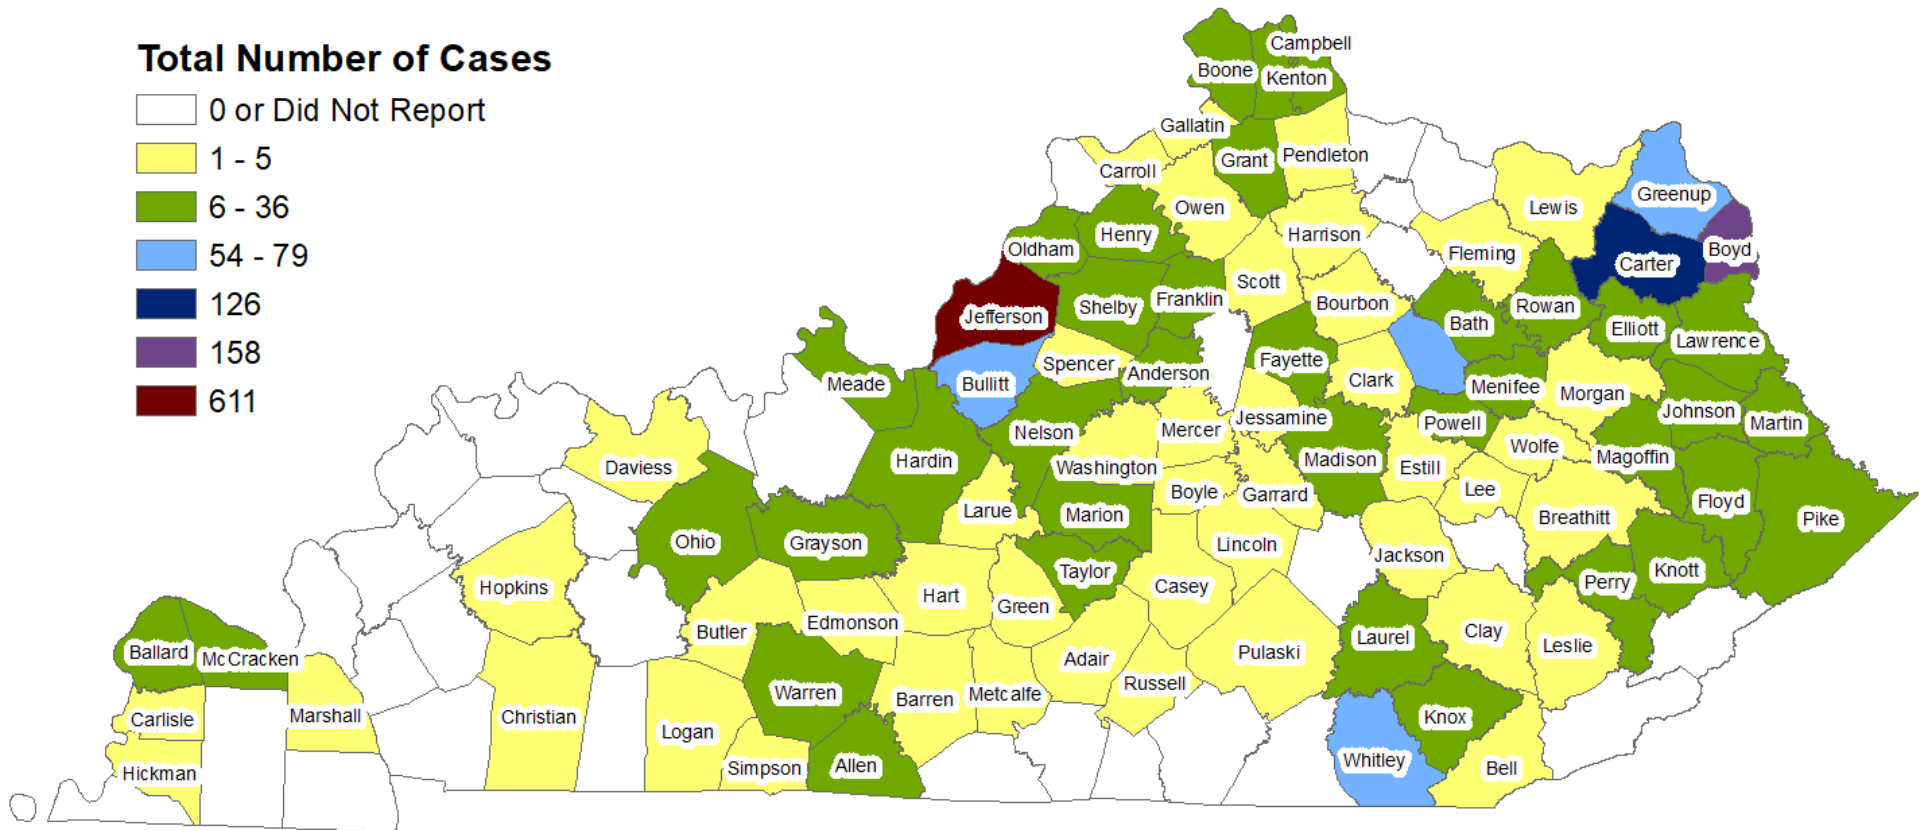 Total Number of Cases
0 or Did Not Report
1 - 5
6 - 36
54 - 79
126
158
611
Campbell
Boone
Kenton
Gallatin
Grant
Pendleton
Carroll
Owen
Lewis
Greenup
Oldham
Henry
Harrison
Fleming
Carter
Boyd
Jefferson
Shelby
Franklin
Scott
Bourbon
Bath
Rowan
Elliott
Lawrence
Meade
Bullitt
Spencer
Anderson
Fayette
Clark
Menifee
Morgan
Johnson
Martin
Nelson
Mercer
Jessamine
Powell
Wolfe
Magoffin
Daviess
Hardin
Washington
Madison
Estill
Larue
Boyle
Garrard
Lee
Floyd
Pike
Ohio
Grayson
Marion
Lincoln
Breathitt
Jackson
Hopkins
Hart
Green
Taylor
Casey
Perry
Knott
Butler
Edmonson
Ballard
McCracken
Adair
Pulaski
Laurel
Clay
Leslie
Warren
Barren
Metcalfe
Russell
Carlisle
Marshall
Christian
Logan
Knox
Hickman
Simpson
Allen
Whitley
Bell